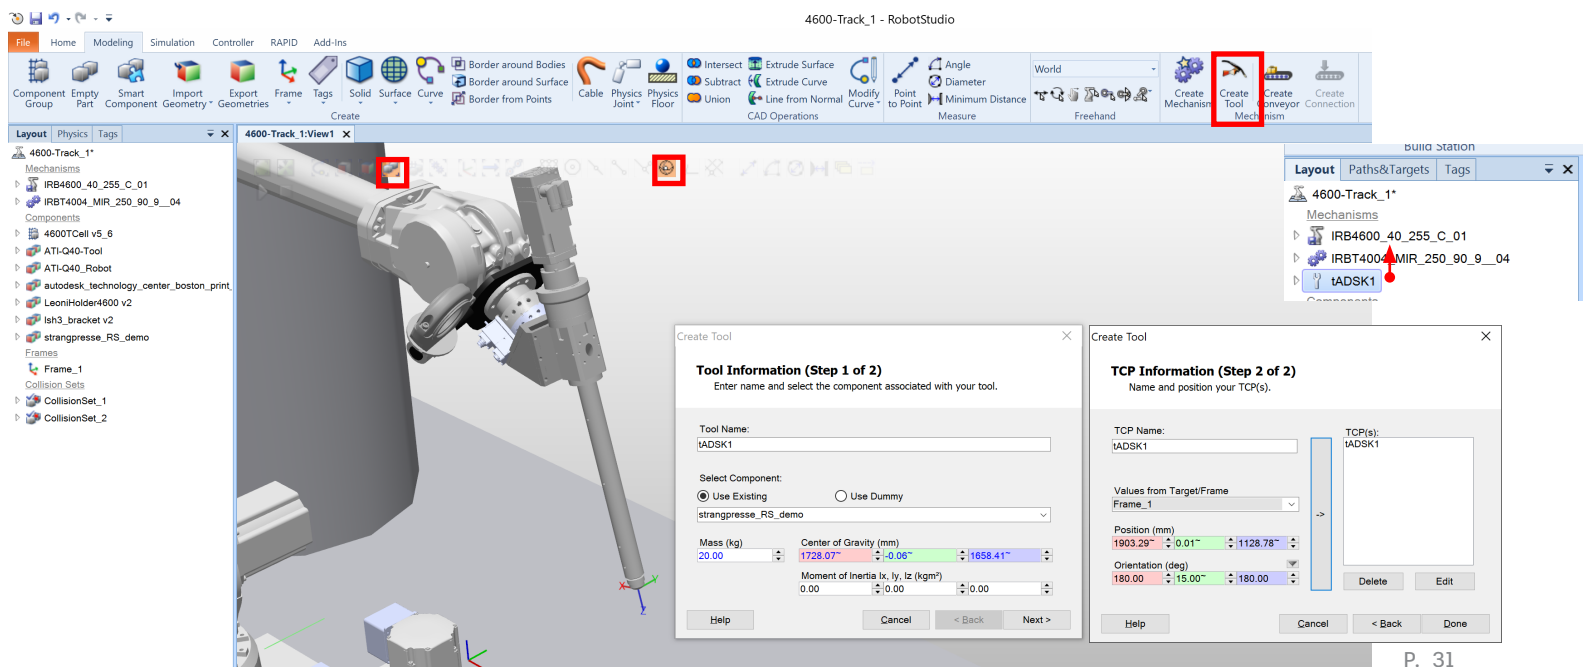 4600-Track_1 - RobotStudio
File Home Modeling Simulation Controller RAPID Add-Ins
Component Group
Empty Part
Smart Component
Import Geometry
Export Geometries
Frame
Tags
Solid
Surface
Curve
Border around Bodies
Border around Surface
Border from Points
Cable
Physics Joint
Physics Floor
Intersect
Subtract
Union
Extrude Surface
Extrude Curve
Line from Normal
Modify Curve
Point to Point
Angle
Diameter
Minimum Distance
World
Create Mechanism
Create Tool
Create Conveyor
Create Connection
Create
CAD Operations
Measure
Freehand
Mechanism
Layout Physics Tags
4600-Track_1:View1
4600-Track_1*
Mechanisms
IRB4600_40_255_C_01
IRBT4004_MIR_250_90_9__04
Components
4600TCell v5_6
ATI-Q40-Tool
ATI-Q40_Robot
autodesk_technology_center_boston_print_
LeoniHolder4600 v2
lsh3_bracket v2
strangpresse_RS_demo
Frames
Frame_1
Collision Sets
CollisionSet_1
CollisionSet_2
X
Y
Z
Build Station
Layout Paths&Targets Tags
4600-Track_1*
Mechanisms
IRB4600_40_255_C_01
IRBT4004_MIR_250_90_9__04
tADSK1
Components
Create Tool
Tool Information (Step 1 of 2)
Enter name and select the component associated with your tool.
Tool Name:
tADSK1
Select Component:
Use Existing
Use Dummy
strangpresse_RS_demo
Mass (kg)
Center of Gravity (mm)
20.00
1728.07~
-0.06~
1658.41~
Moment of Inertia Ix, Iy, Iz (kgm²)
0.00
0.00
0.00
Help
Cancel
< Back
Next >
Create Tool
TCP Information (Step 2 of 2)
Name and position your TCP(s).
TCP Name:
tADSK1
TCP(s):
tADSK1
Values from Target/Frame
Frame_1
->
Position (mm)
1903.29~
0.01~
1128.78~
Orientation (deg)
180.00
15.00~
180.00
Delete
Edit
Help
Cancel
< Back
Done
P. 31